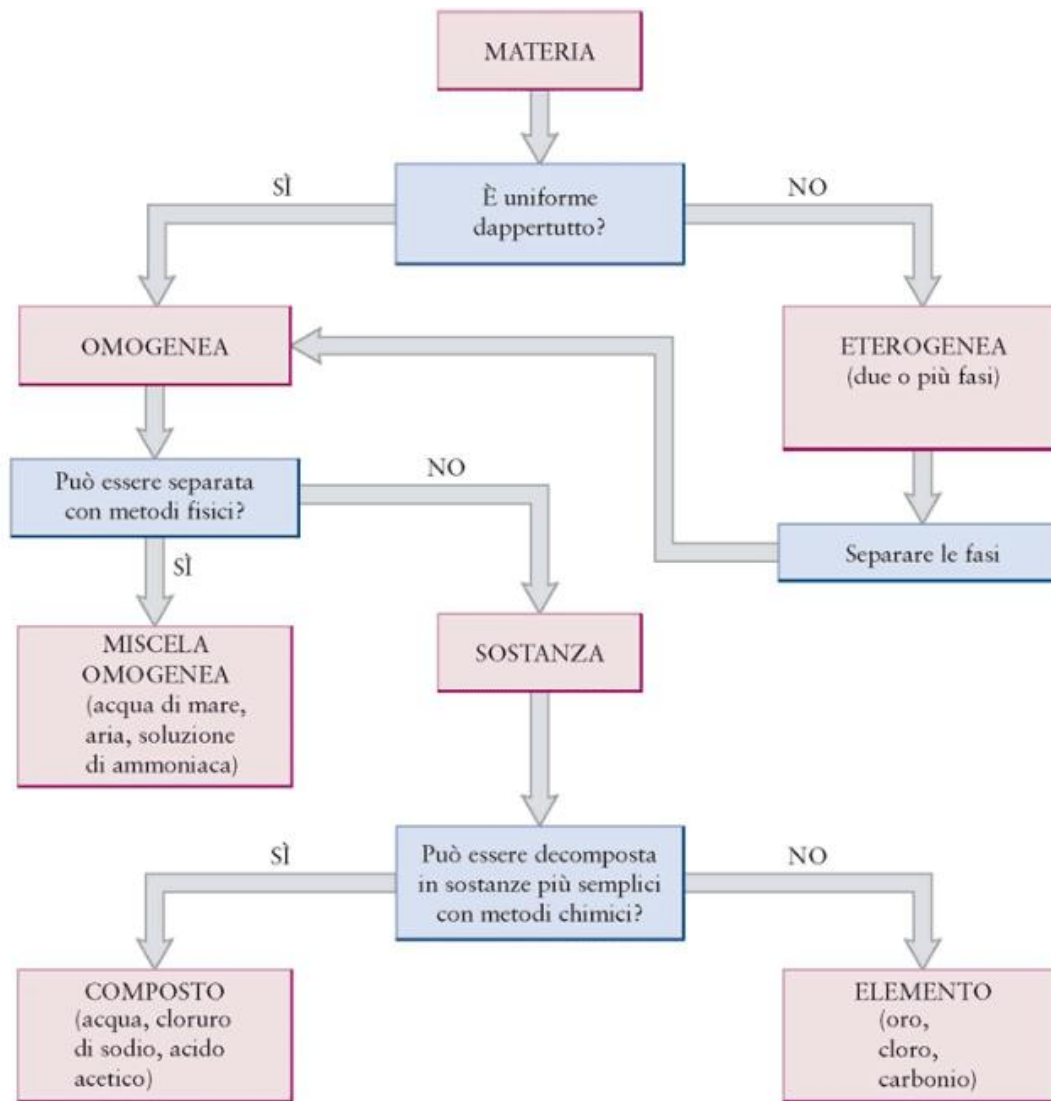 MATERIA
SÌ
È uniforme
dappertutto?
NO
OMOGENEA
ETEROGENEA
(due o più fasi)
Può essere separata
con metodi fisici?
NO
SÌ
Separare le fasi
MISCELA
OMOGENEA
(acqua di mare,
aria, soluzione
di ammoniaca)
SOSTANZA
SÌ
Può essere decomposta
in sostanze più semplici
con metodi chimici?
NO
COMPOSTO
(acqua, cloruro
di sodio, acido
acetico)
ELEMENTO
(oro,
cloro,
carbonio)